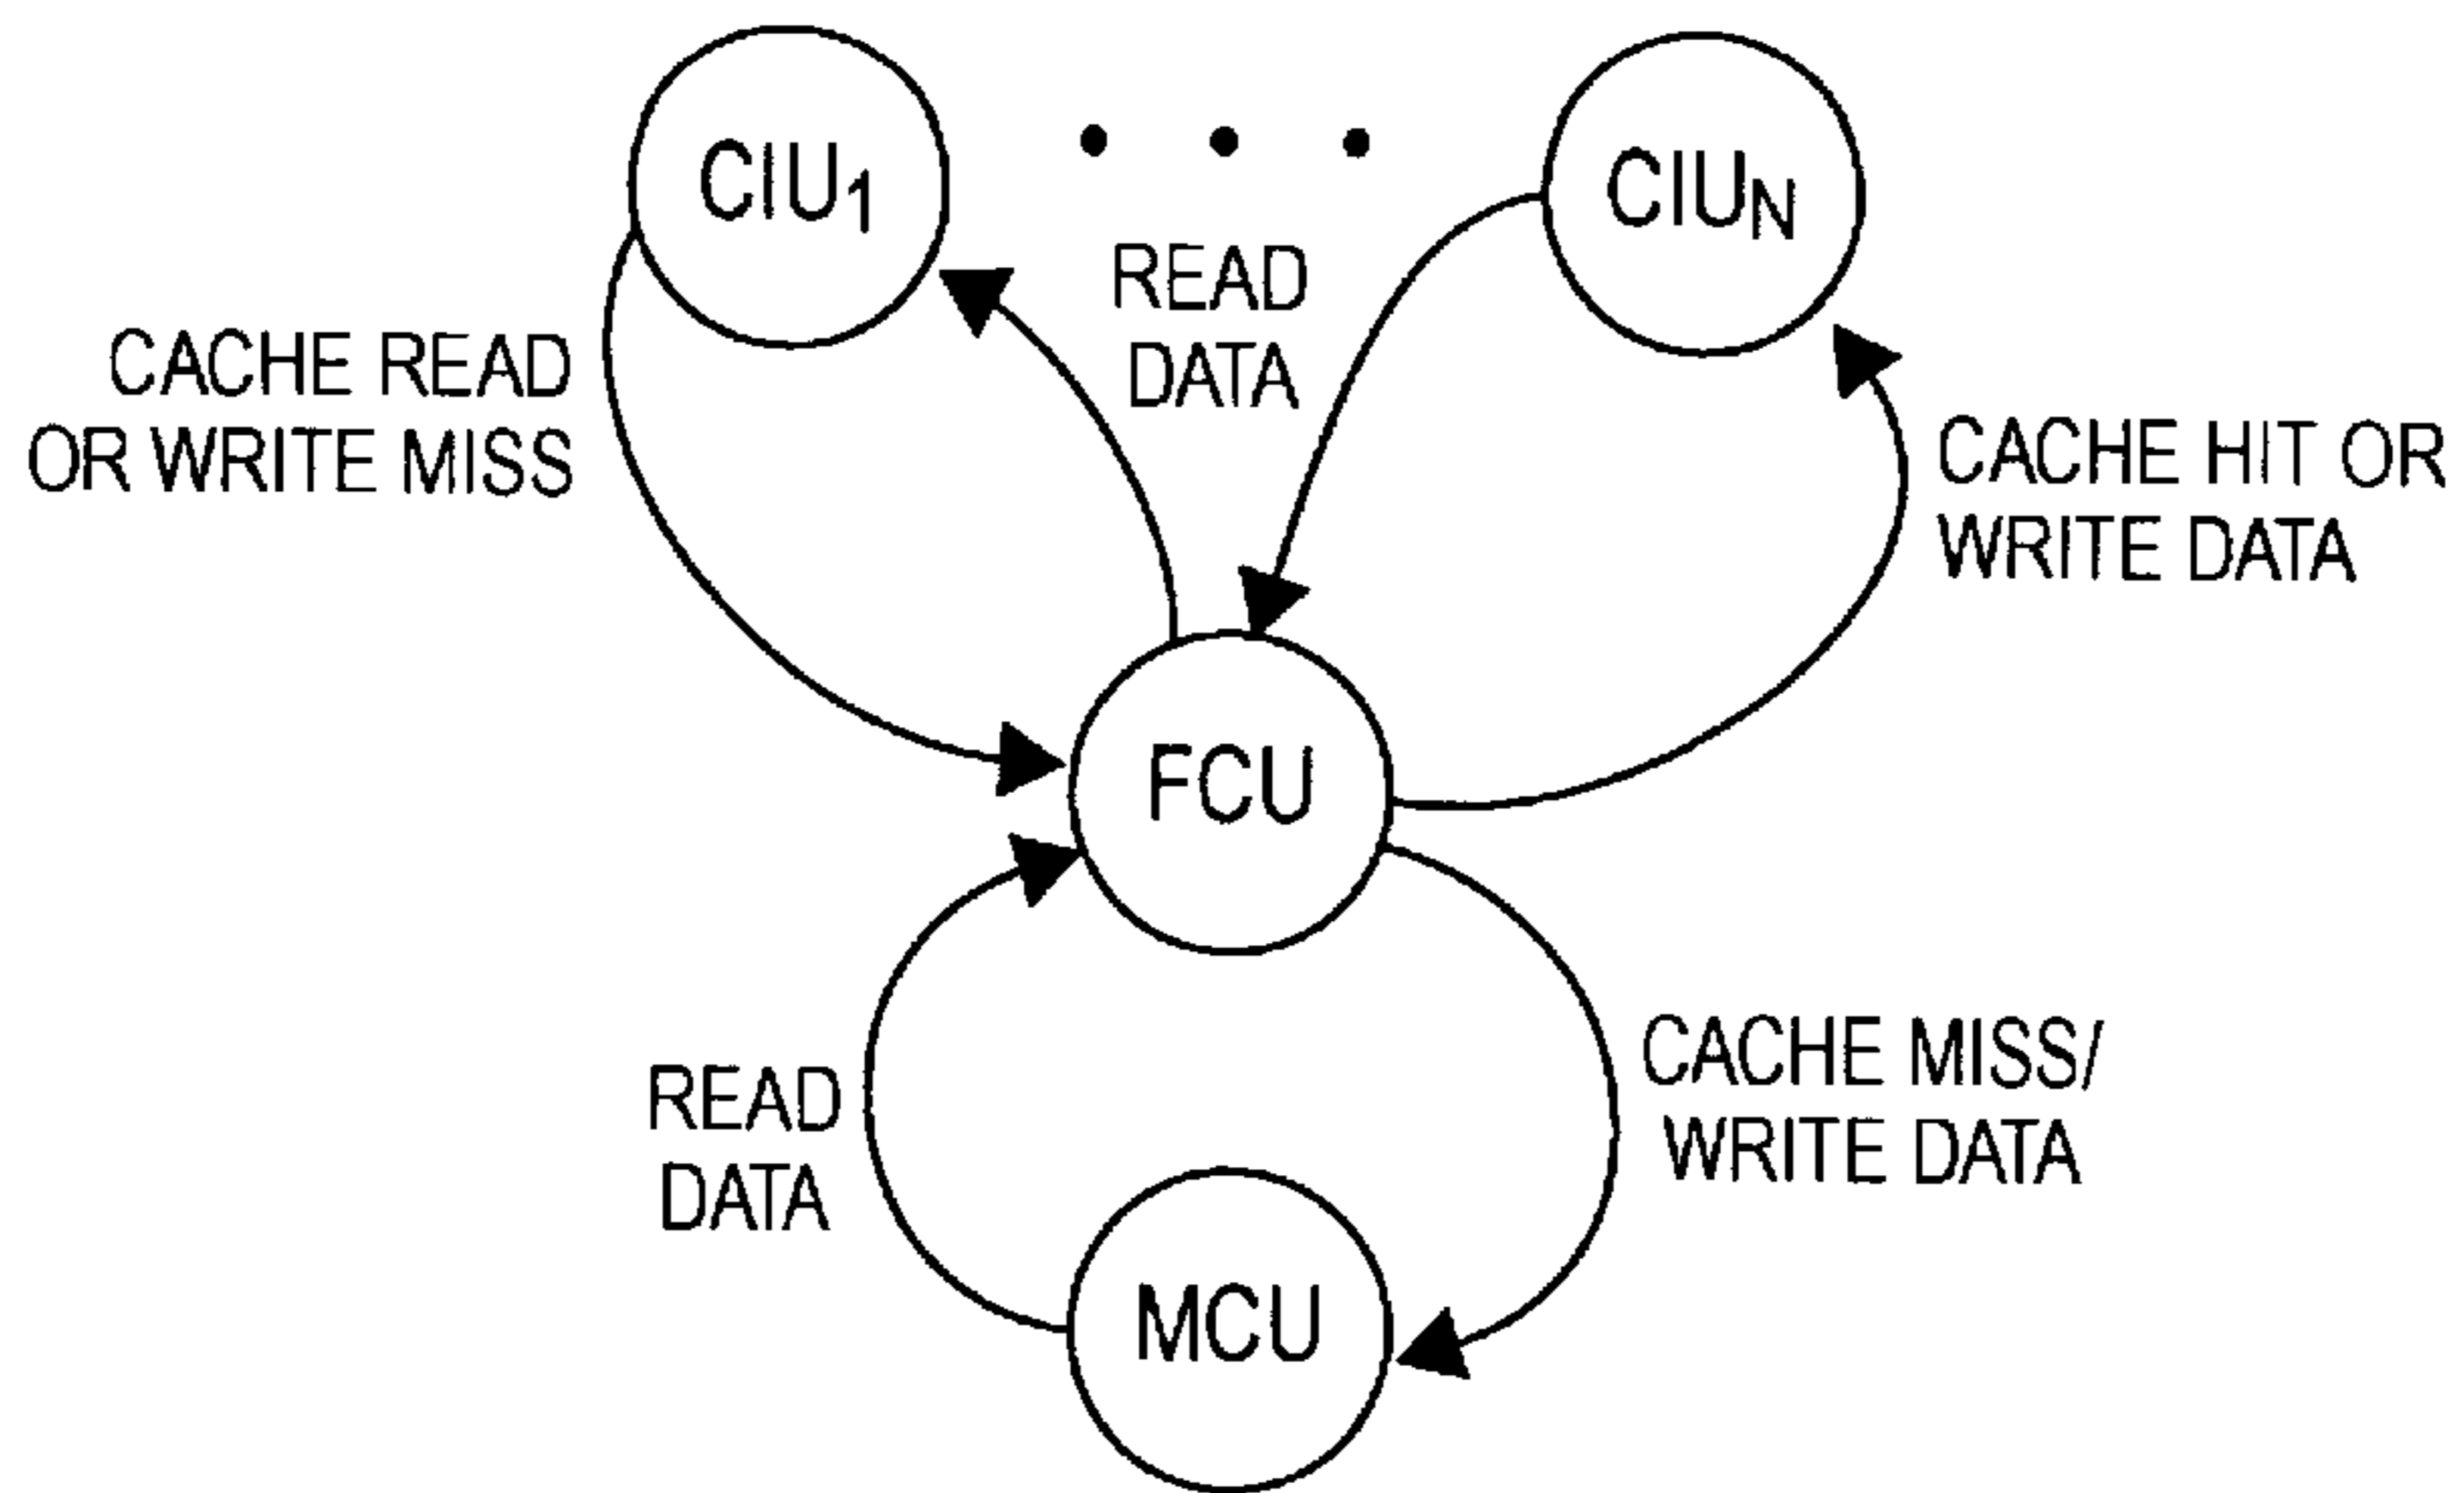 CIU1
CIUN
READ
DATA
CACHE READ
OR WRITE MISS
CACHE HIT OR
WRITE DATA
FCU
READ
DATA
CACHE MISS/
WRITE DATA
MCU